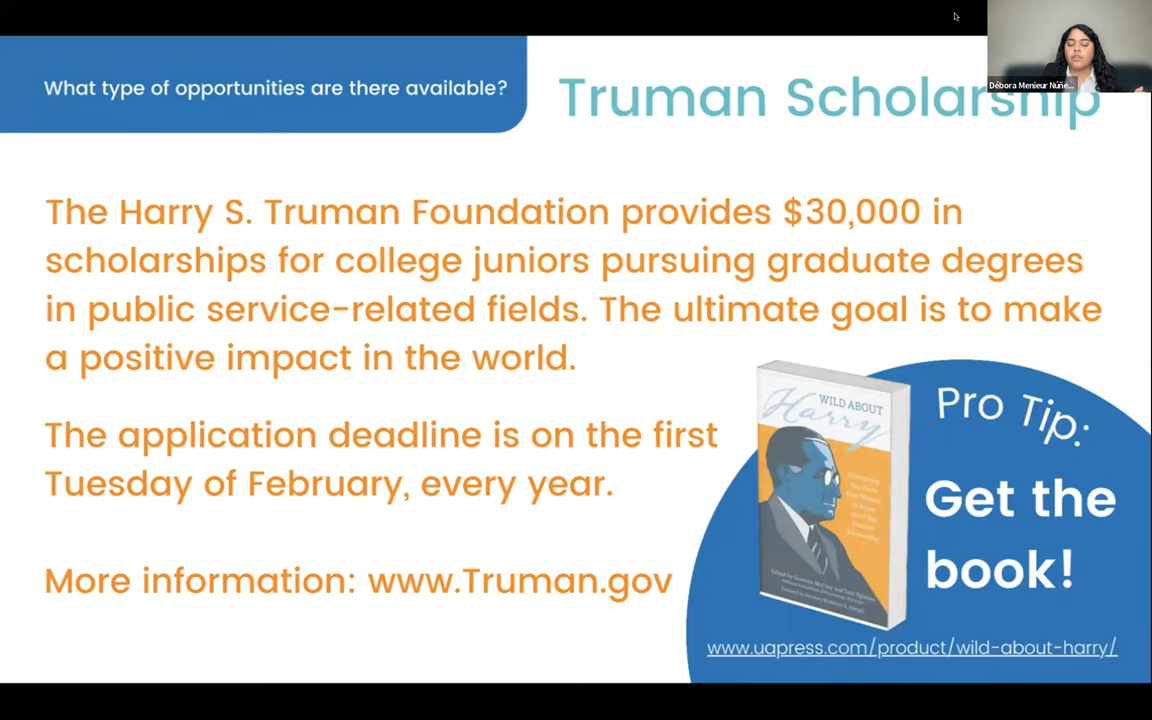 What type of opportunities are there available?
Truman Scholarship
Débora Menieur Núñe...
The Harry S. Truman Foundation provides $30,000 in
scholarships for college juniors pursuing graduate degrees
in public service-related fields. The ultimate goal is to make
a positive impact in the world.
The application deadline is on the first
Tuesday of February, every year.
More information: www.Truman.gov
WILD ABOUT
Harry
Pro Tip:
Get the
book!
www.uapress.com/product/wild-about-harry/